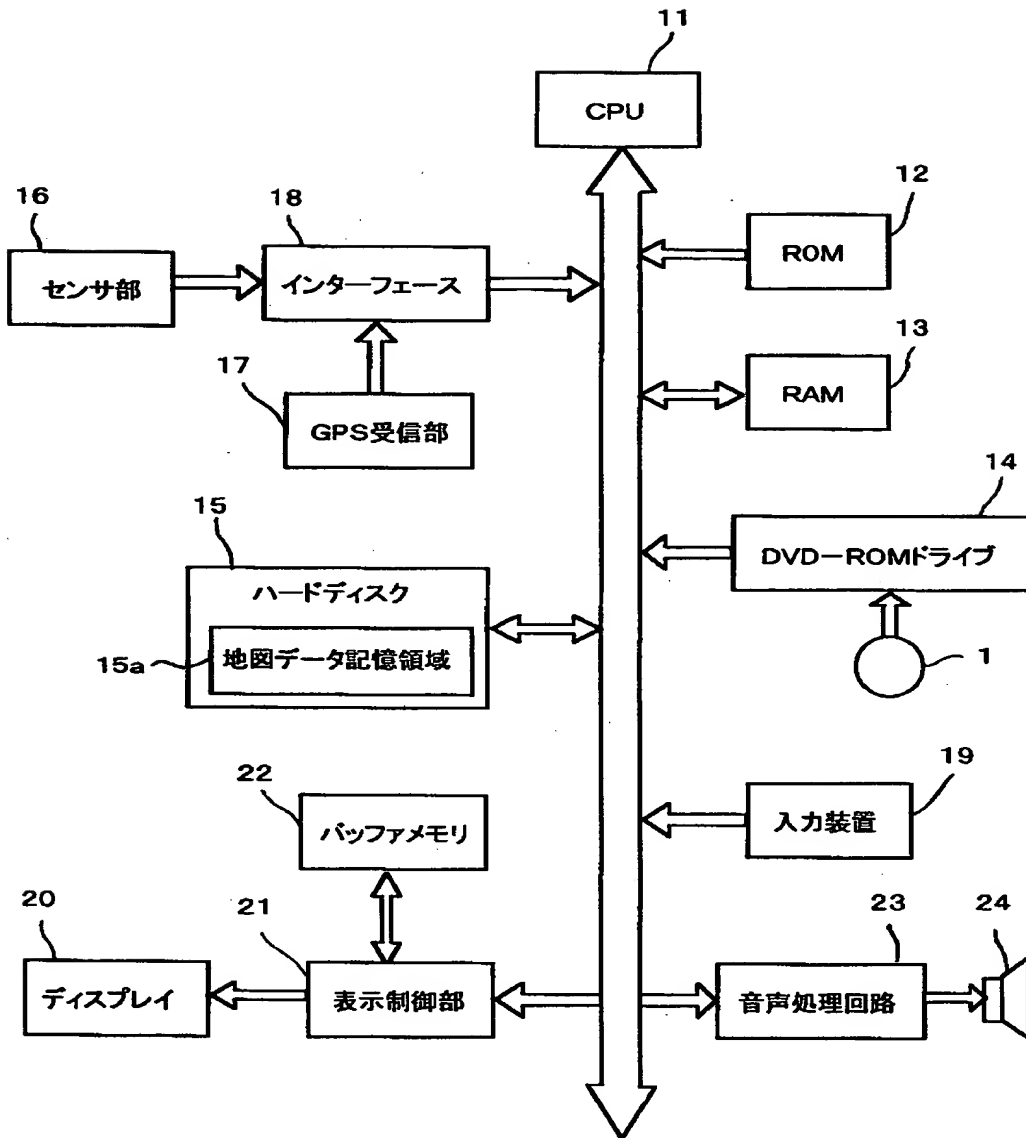 11
CPU
16
センサ部
18
インターフェース
12
ROM
17
GPS受信部
13
RAM
14
DVD－ROMドライブ
1
15
ハードディスク
15a
地図データ記憶領域
22
バッファメモリ
19
入力装置
20
ディスプレイ
21
表示制御部
23
音声処理回路
24